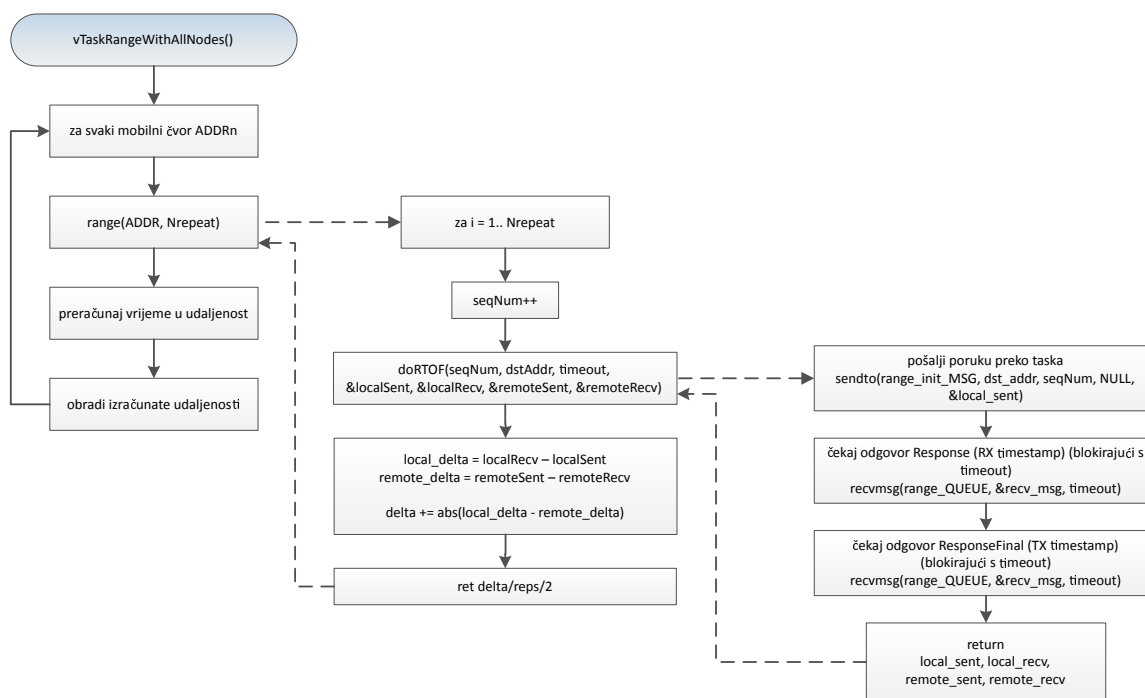 vTaskRangeWithAllNodes()
za svaki mobilni čvor ADDRn
range(ADDR, Nrepeat)
preračunaj vrijeme u udaljenost
obradi izračunate udaljenosti
za i = 1.. Nrepeat
seqNum++
doRTOF(seqNum, dstAddr, timeout,
&localSent, &localRecv, &remoteSent, &remoteRecv)
local_delta = localRecv – localSent
remote_delta = remoteSent – remoteRecv
delta += abs(local_delta - remote_delta)
ret delta/reps/2
pošalji poruku preko taska
sendto(range_init_MSG, dst_addr, seqNum, NULL,
&local_sent)
čekaj odgovor Response (RX timestamp) (blokirajući s
timeout)
recvmsg(range_QUEUE, &recv_msg, timeout)
čekaj odgovor ResponseFinal (TX timestamp)
(blokirajući s timeout)
recvmsg(range_QUEUE, &recv_msg, timeout)
return
local_sent, local_recv,
remote_sent, remote_recv